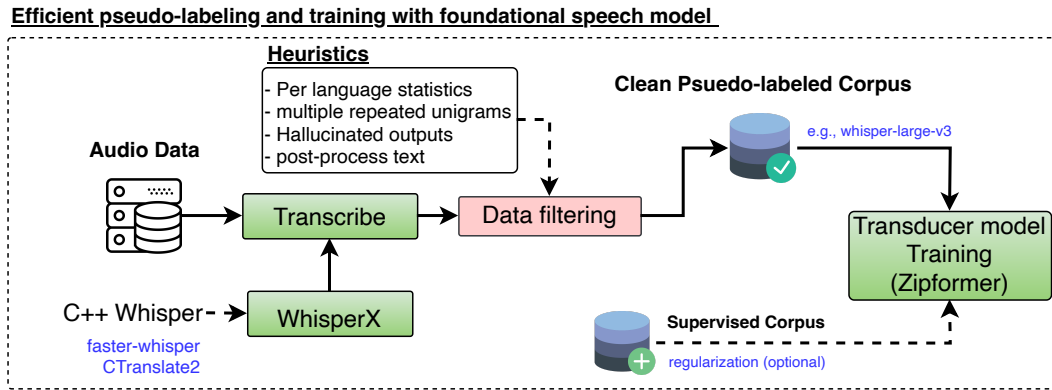 Efficient pseudo-labeling and training with foundational speech model
Heuristics
- Per language statistics
- multiple repeated unigrams
- Hallucinated outputs
- post-process text
Clean Psuedo-labeled Corpus
e.g., whisper-large-v3
Audio Data
Transcribe
Data filtering
Transducer model
Training
(Zipformer)
C++ Whisper
WhisperX
faster-whisper
CTranslate2
Supervised Corpus
regularization (optional)